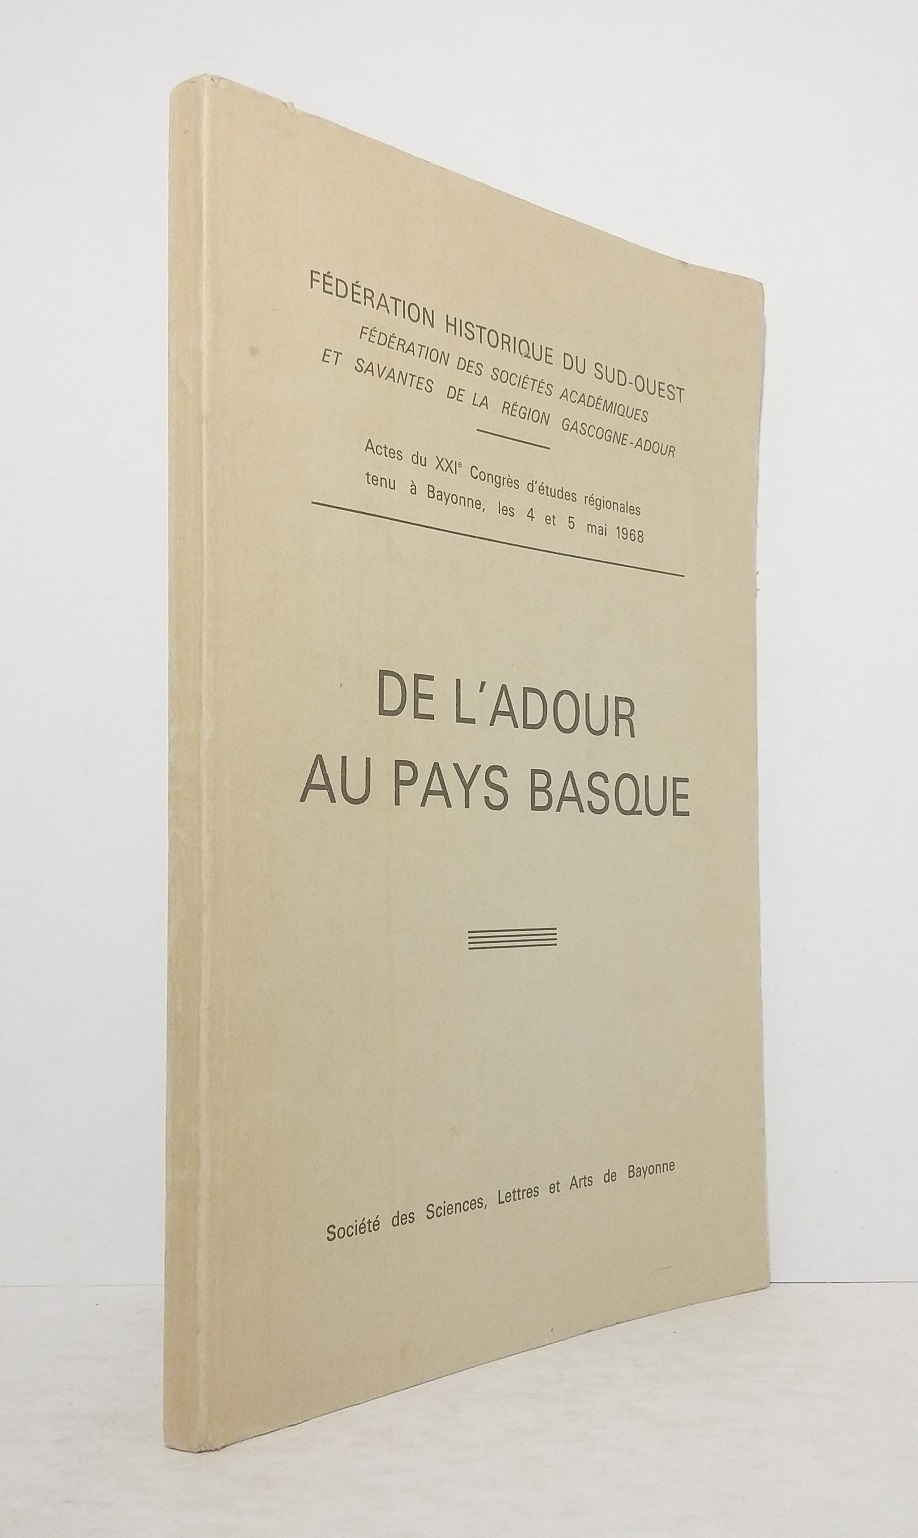 FÉDÉRATION HISTORIQUE DU SUD-OUEST
FÉDÉRATION DES SOCIÉTÉS ACADÉMIQUES
ET SAVANTES DE LA RÉGION GASCOGNE-ADOUR
Actes du XXIe Congrès d'études régionales
tenu à Bayonne, les 4 et 5 mai 1968
DE L'ADOUR
AU PAYS BASQUE
Société des Sciences, Lettres et Arts de Bayonne